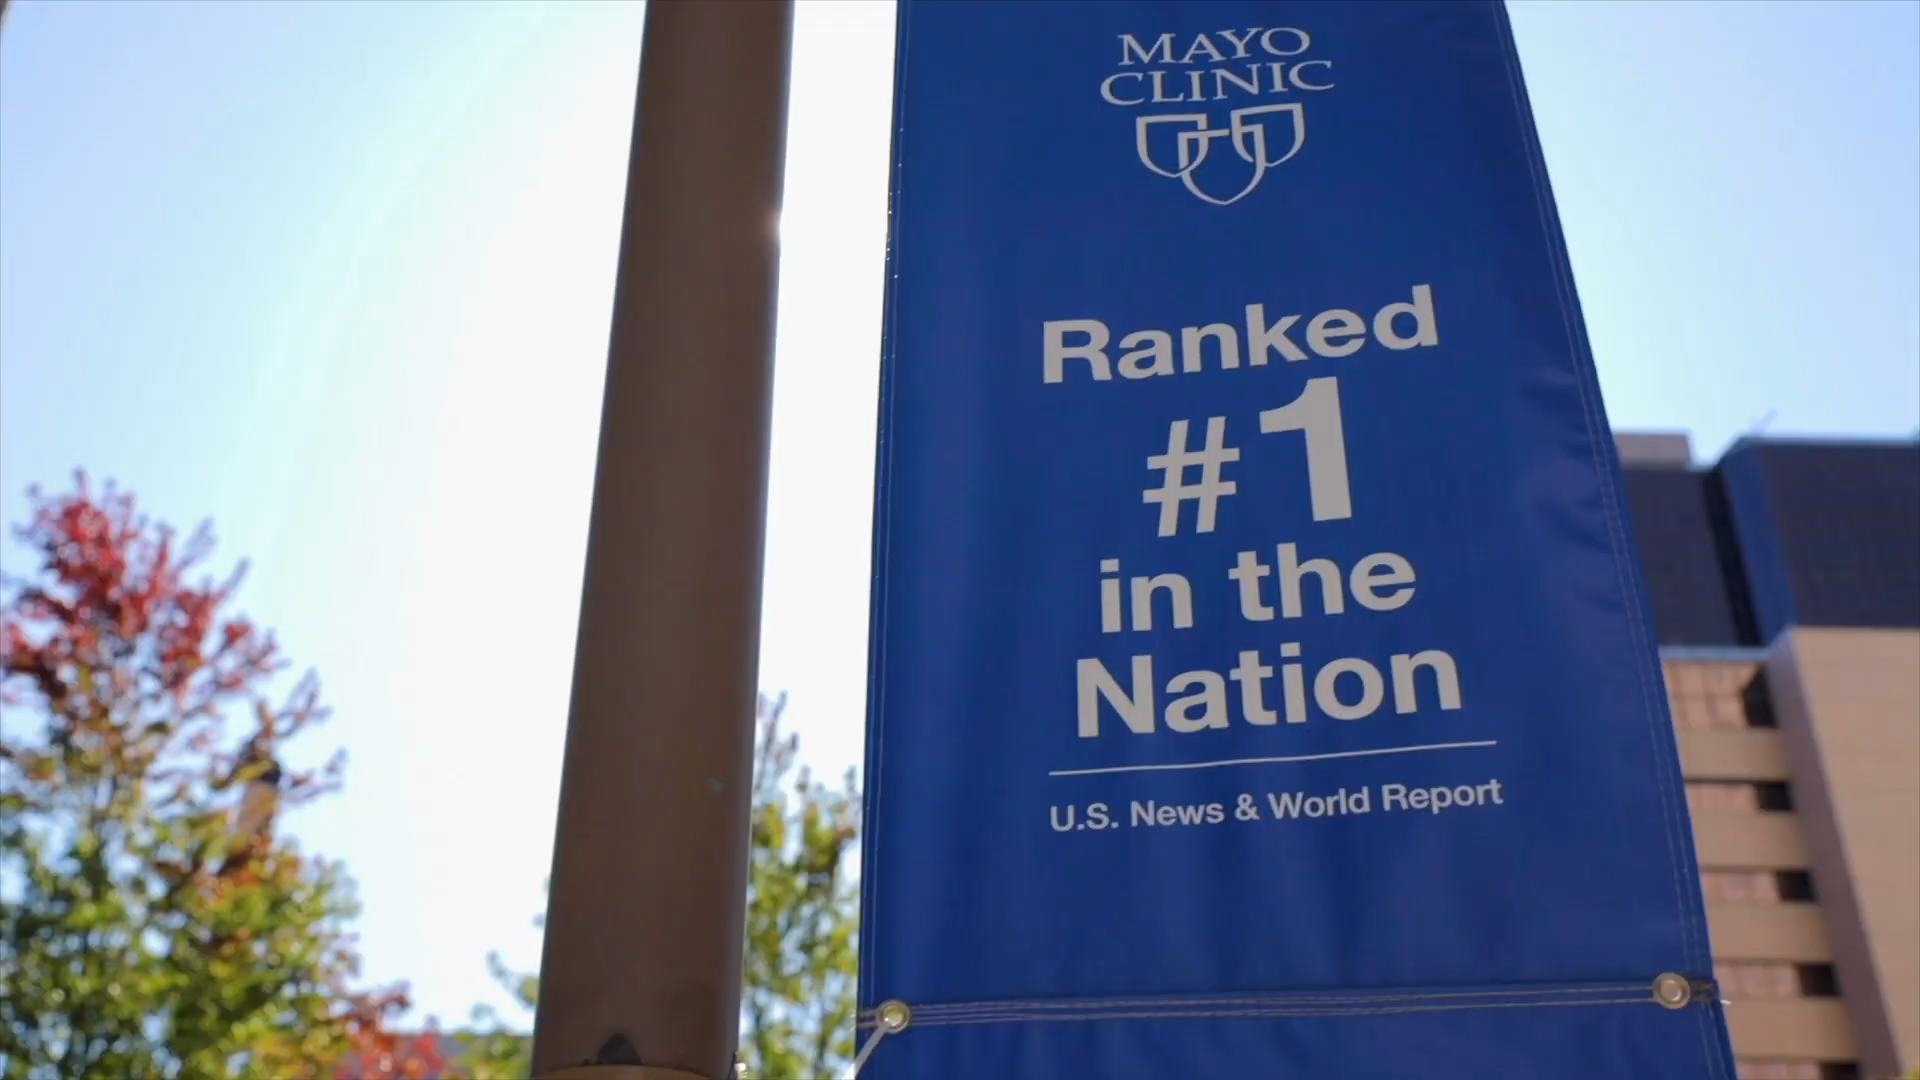 MAYO
CLINIC
Ranked
#1
in the
Nation
U.S. News & World Report